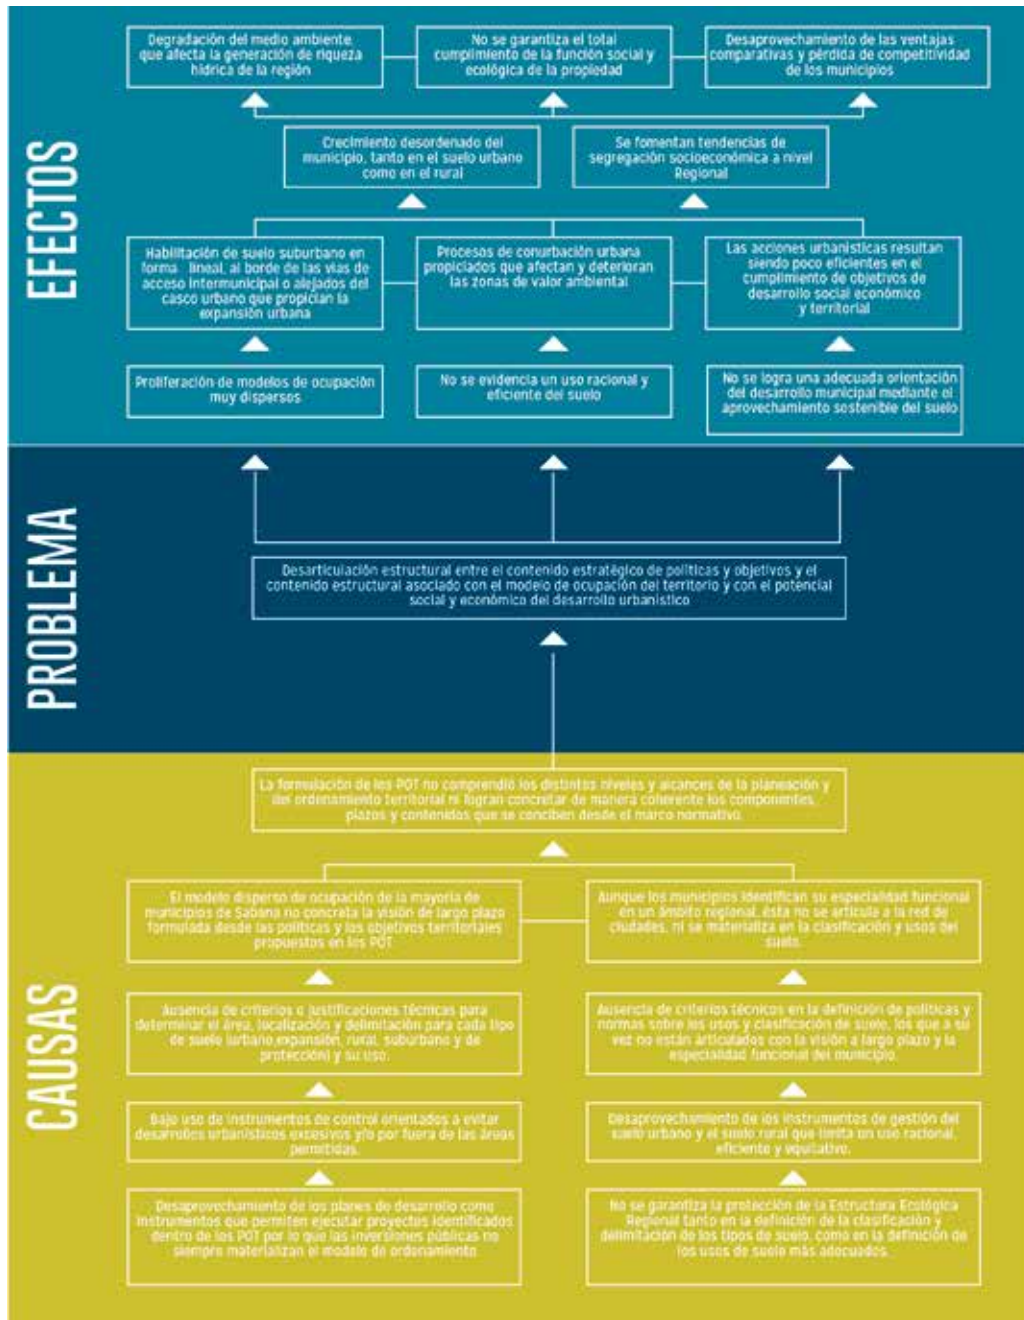 EFECTOS
Degradación del medio ambiente
que afecta la generación de riqueza
hídrica de la región
No se garantiza el total
cumplimiento de la función social y
ecológica de la propiedad
Desaprovechamiento de las ventajas
comparativas y pérdida de competitividad
de los municipios
Crecimiento desordenado del
municipio, tanto en el suelo urbano
como en el rural
Se fomentan tendencias de
segregación socioeconómica a nivel
Regional
Habilitación de suelo suburbano en
forma lineal, al borde de las vías de
acceso intermunicipal o alejados del
casco urbano que propician la
expansión urbana
Procesos de conurbación urbana
propiciados que afectan y deterioran
las zonas de valor ambiental
Las acciones urbanísticas resultan
siendo poco eficientes en el
cumplimiento de objetivos de
desarrollo social económico
y territorial
Proliferación de modelos de ocupación
muy dispersos
No se evidencia un uso racional y
eficiente del suelo
No se logra una adecuada orientación
del desarrollo municipal mediante el
aprovechamiento sostenible del suelo
PROBLEMA
Desarticulación estructural entre el contenido estratégico de políticas y objetivos y el
contenido estructural asociado con el modelo de ocupación del territorio y con el potencial
social y económico del desarrollo urbanístico
CAUSAS
La formulación de los POT no comprendió los distintos niveles y alcances de la planeación y
del ordenamiento territorial ni logran concretar de manera coherente los componentes,
plazos y contenidos que se conciben desde el marco normativo.
El modelo disperso de ocupación de la mayoría de
municipios de Sabana no concreta la visión de largo plazo
formulada desde las políticas y los objetivos territoriales
propuestos en los POT
Aunque los municipios identifican su especialidad funcional
en un ámbito regional, ésta no se articula a la red de
ciudades, ni se materializa en la clasificación y usos del
suelo.
Ausencia de criterios o justificaciones técnicas para
determinar el área, localización y delimitación para cada tipo
de suelo (urbano,expansión, rural, suburbano y de
protección) y su uso.
Ausencia de criterios técnicos en la definición de políticas y
normas sobre los usos y clasificación de suelo, los que a su
vez no están articulados con la visión a largo plazo y la
especialidad funcional del municipio.
Bajo uso de instrumentos de control orientados a evitar
desarrollos urbanísticos excesivos y/o por fuera de las áreas
permitidas.
Desaprovechamiento de los instrumentos de gestión del
suelo urbano y el suelo rural que limita un uso racional,
eficiente y equitativo.
Desaprovechamiento de los planes de desarrollo como
instrumentos que permiten ejecutar proyectos identificados
dentro de los POT por lo que las inversiones públicas no
siempre materializan el modelo de ordenamiento.
No se garantiza la protección de la Estructura Ecológica
Regional tanto en la definición de la clasificación y
delimitación de los tipos de suelo, como en la definición de
los usos de suelo más adecuados.